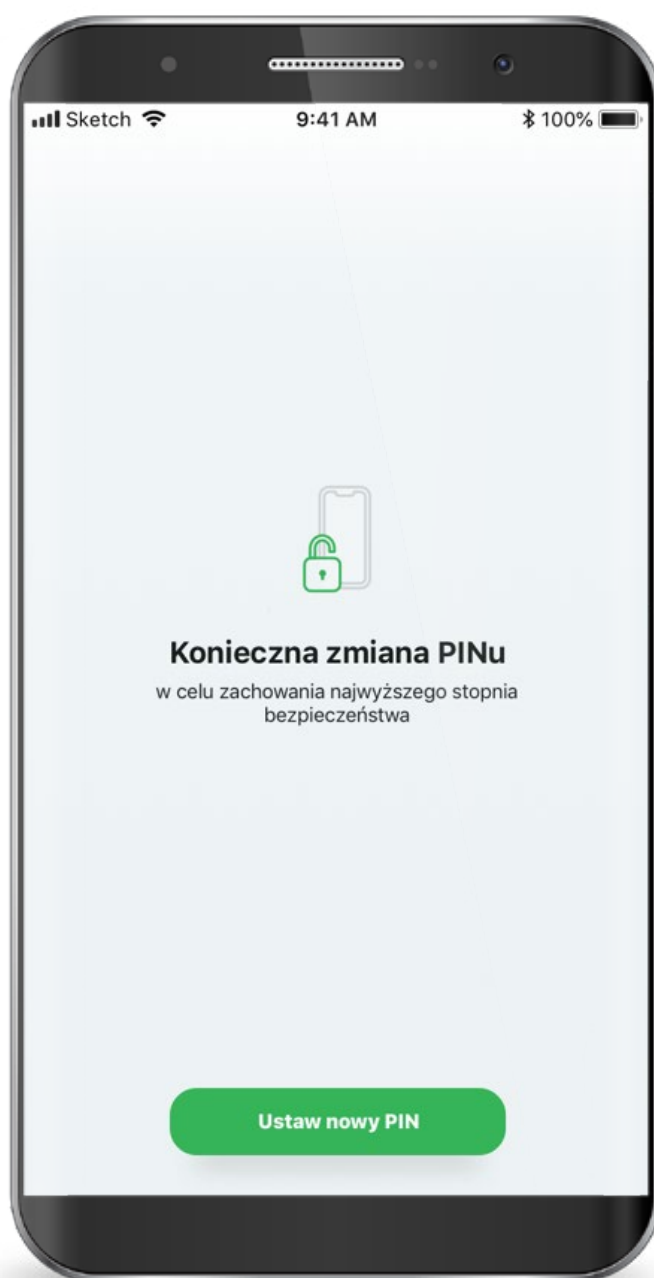 Sketch 9:41 AM 100%
Konieczna zmiana PINu
w celu zachowania najwyższego stopnia
bezpieczeństwa
Ustaw nowy PIN